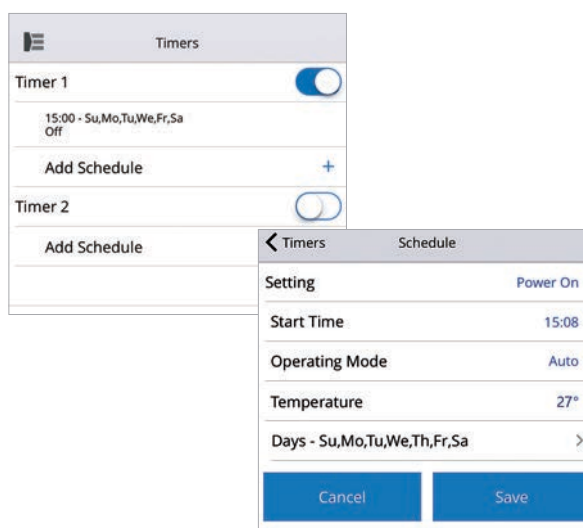 Timers
Timer 1
15:00 - Su,Mo,Tu,We,Fr,Sa
Off
Add Schedule +
Timer 2
Add Schedule
Timers Schedule
Setting Power On
Start Time 15:08
Operating Mode Auto
Temperature 27°
Days - Su,Mo,Tu,We,Th,Fr,Sa
Cancel Save